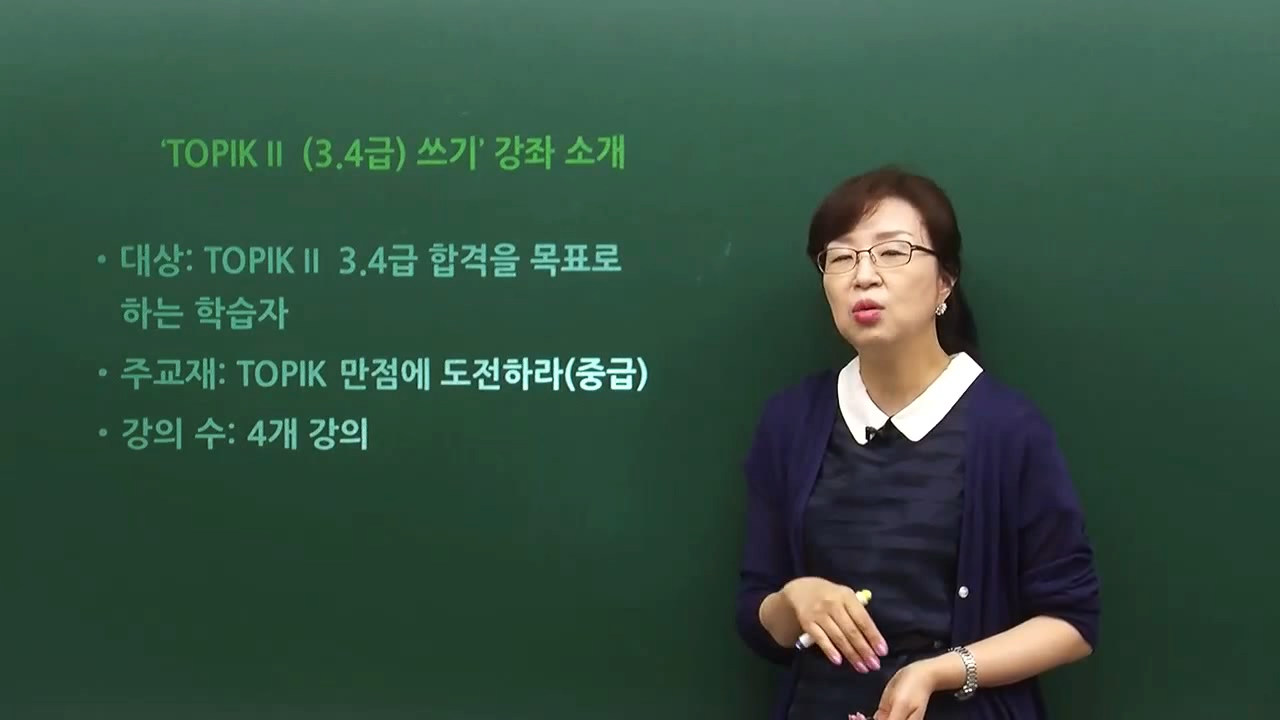 ‘TOPIK II (3.4급) 쓰기’ 강좌 소개
• 대상: TOPIK II 3.4급 합격을 목표로
하는 학습자
• 주교재: TOPIK 만점에 도전하라(중급)
• 강의 수: 4개 강의